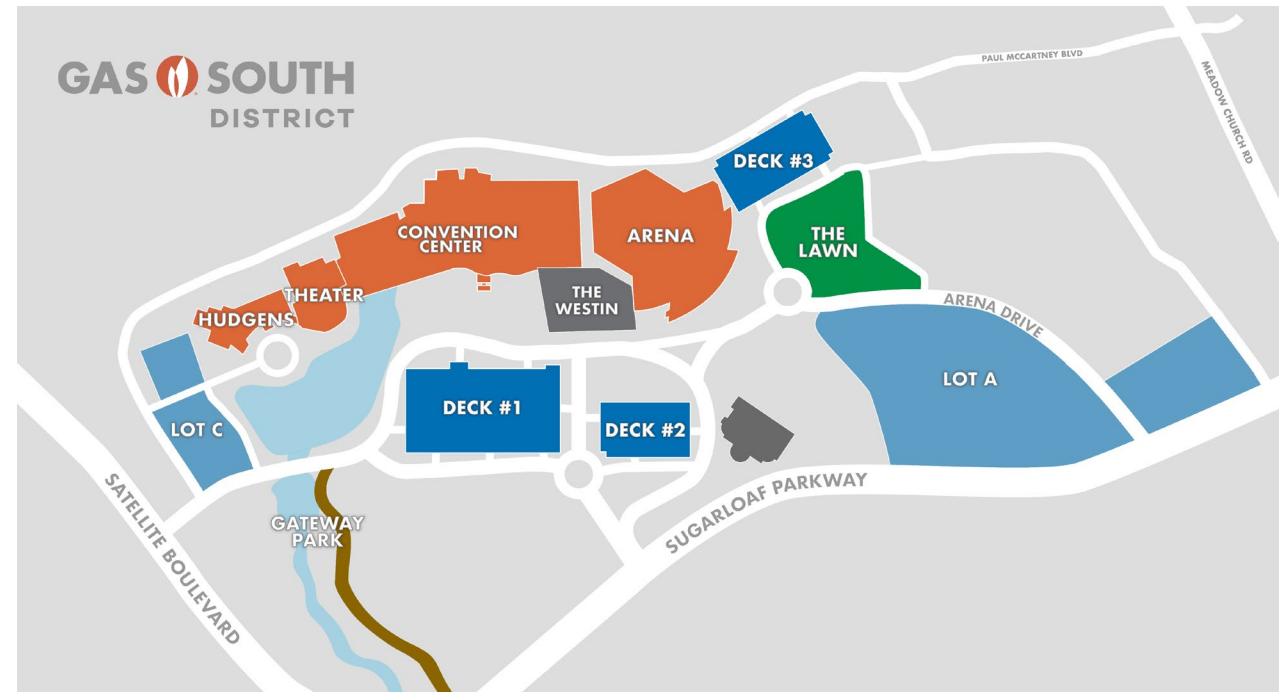 GAS SOUTH
DISTRICT
PAUL MCCARTNEY BLVD
MEADOW CHURCH RD
DECK #3
CONVENTION
CENTER
ARENA
THE
LAWN
THEATER
THE
WESTIN
HUDGENS
ARENA DRIVE
LOT A
DECK #1
DECK #2
LOT C
SUGARLOAF PARKWAY
SATELLITE BOULEVARD
GATEWAY
PARK